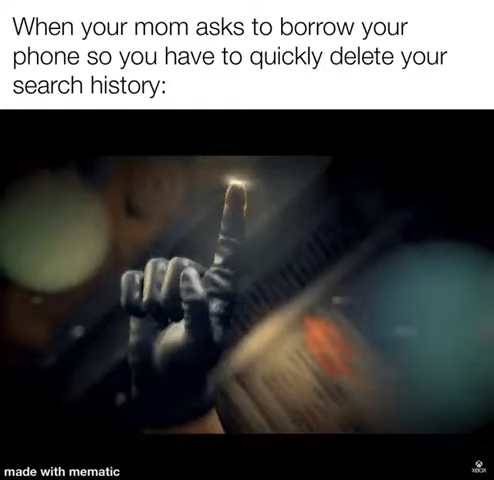 When your mom asks to borrow your
phone so you have to quickly delete your
search history:
made with mematic
XBOX